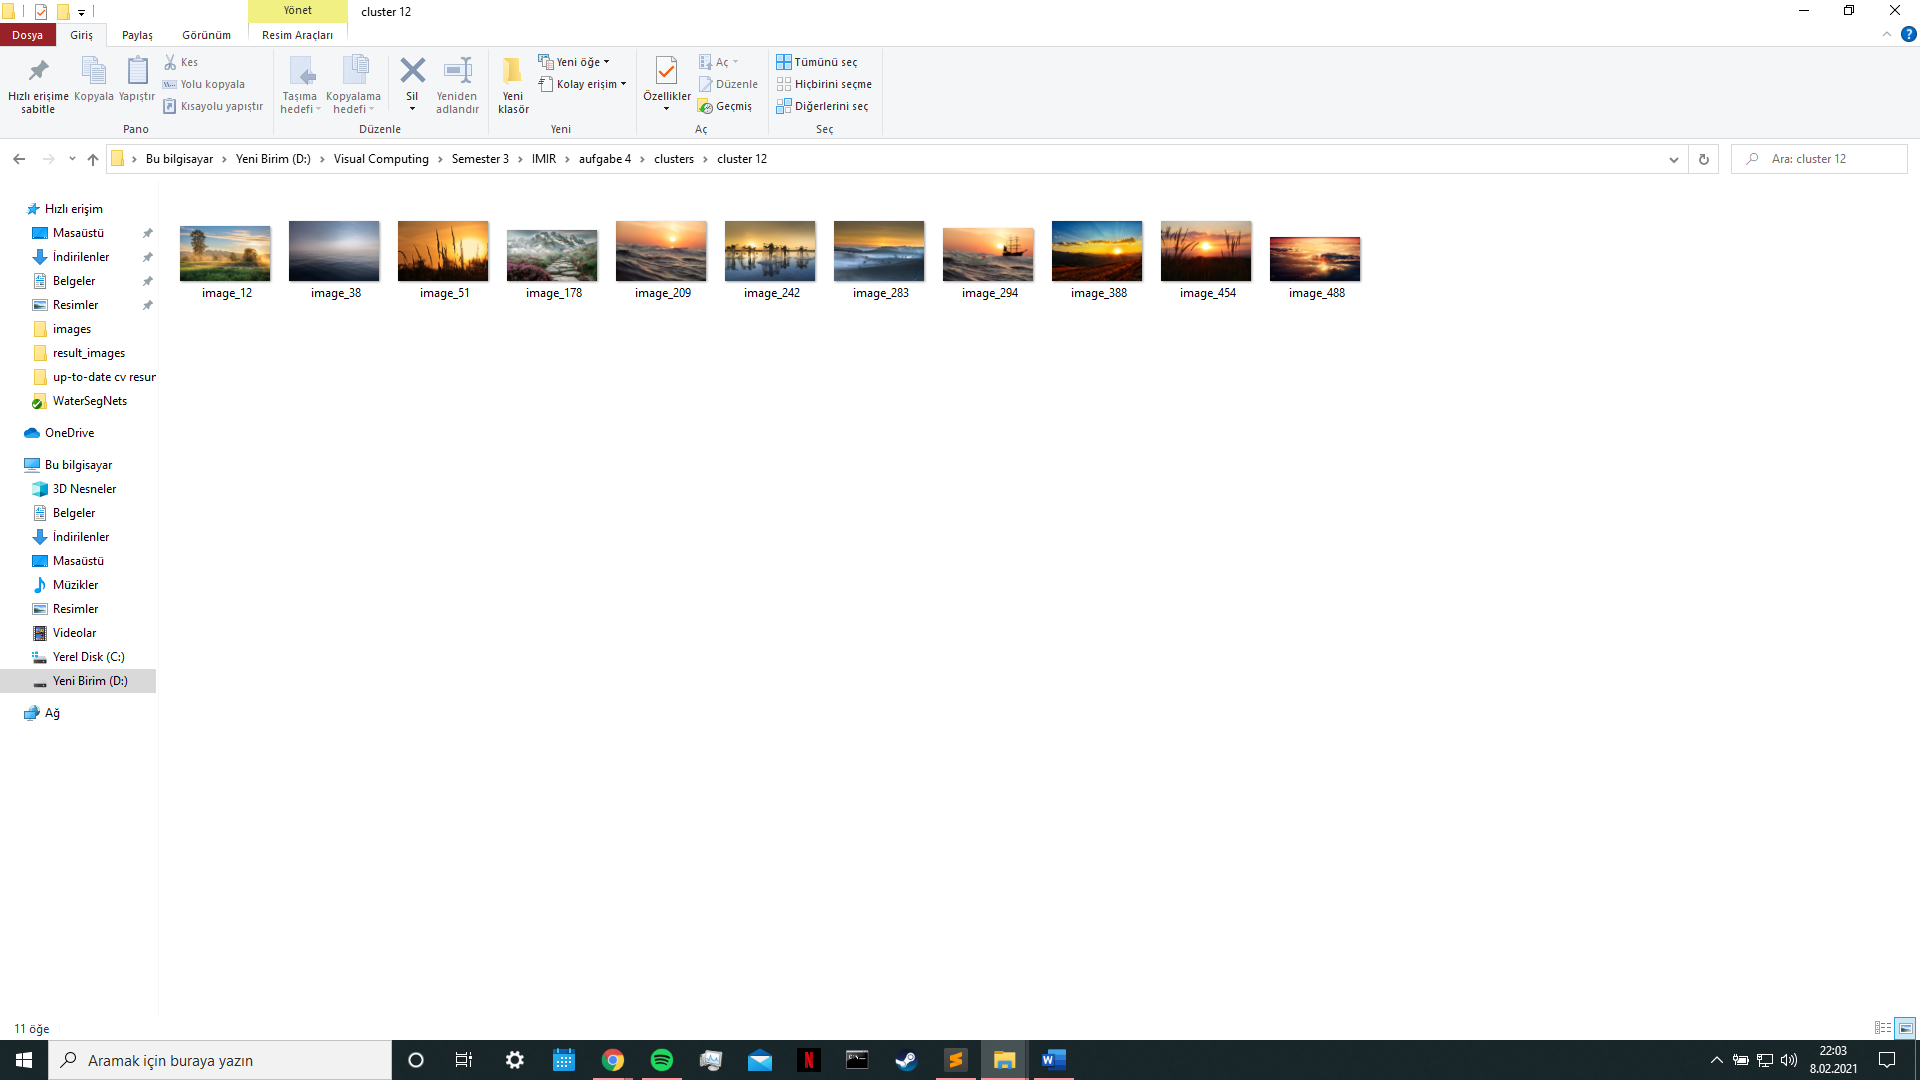 Yönet
cluster 12
Dosya
Giriş
Paylaş
Görünüm
Resim Araçları
Hızlı erişime sabitle
Kopyala
Yapıştır
Kes
Yolu kopyala
Kısayolu yapıştır
Pano
Taşıma hedefi
Kopyalama hedefi
Sil
Yeniden adlandır
Düzenle
Yeni klasör
Yeni öğe
Kolay erişim
Yeni
Özellikler
Aç
Düzenle
Geçmiş
Aç
Tümünü seç
Hiçbirini seçme
Diğerlerini seç
Seç
Bu bilgisayar
Yeni Birim (D:)
Visual Computing
Semester 3
IMIR
aufgabe 4
clusters
cluster 12
Ara: cluster 12
Hızlı erişim
Masaüstü
İndirilenler
Belgeler
Resimler
images
result_images
up-to-date cv resur
WaterSegNets
OneDrive
Bu bilgisayar
3D Nesneler
Belgeler
İndirilenler
Masaüstü
Müzikler
Resimler
Videolar
Yerel Disk (C:)
Yeni Birim (D:)
Ağ
image_12
image_38
image_51
image_178
image_209
image_242
image_283
image_294
image_388
image_454
image_488
11 öğe
Aramak için buraya yazın
22:03
8.02.2021